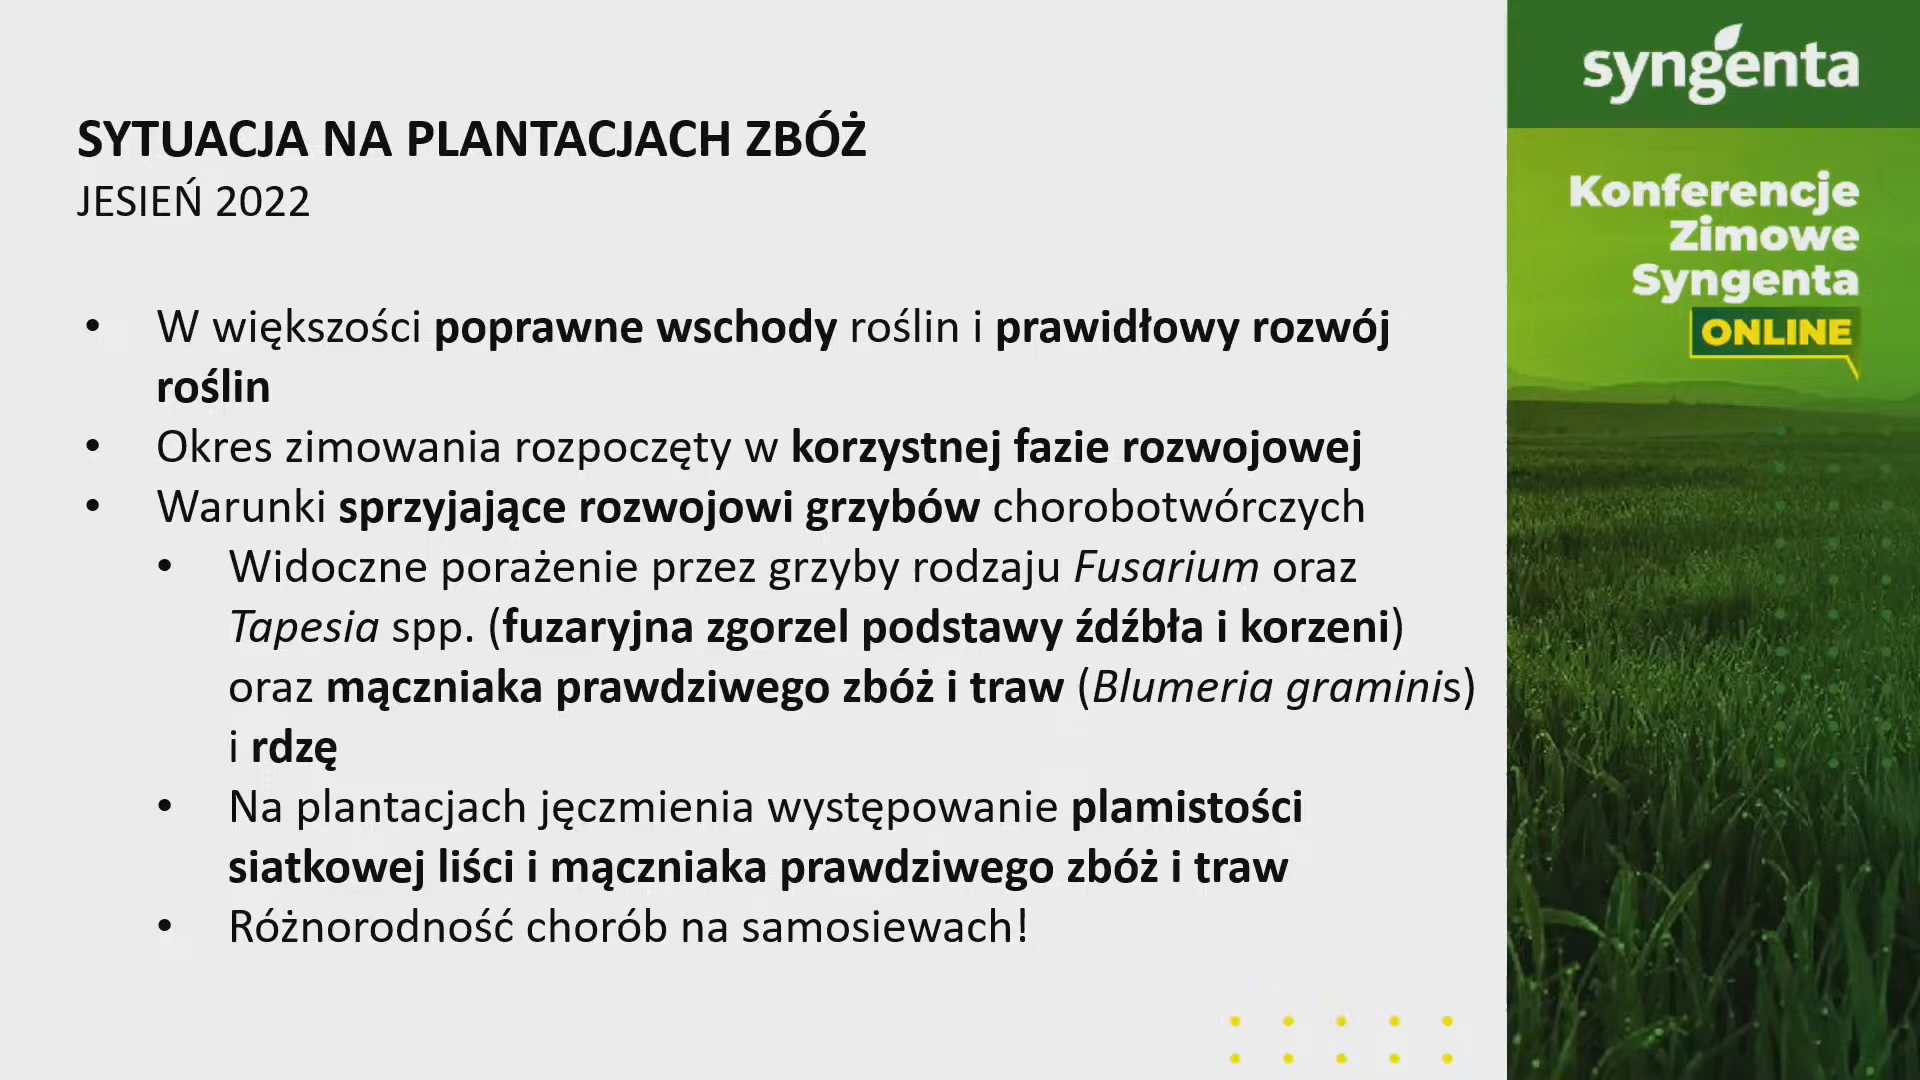 SYTUACJA NA PLANTACJACH ZBÓŻ
JESIEŃ 2022
• W większości poprawne wschody roślin i prawidłowy rozwój
roślin
• Okres zimowania rozpoczęty w korzystnej fazie rozwojowej
• Warunki sprzyjające rozwojowi grzybów chorobotwórczych
• Widoczne porażenie przez grzyby rodzaju Fusarium oraz
Tapesia spp. (fuzaryjna zgorzel podstawy źdźbła i korzeni)
oraz mączniaka prawdziwego zbóż i traw (Blumeria graminis)
i rdzę
• Na plantacjach jęczmienia występowanie plamistości
siatkowej liści i mączniaka prawdziwego zbóż i traw
• Różnorodność chorób na samosiewach!
syngenta
Konferencje
Zimowe
Syngenta
ONLINE